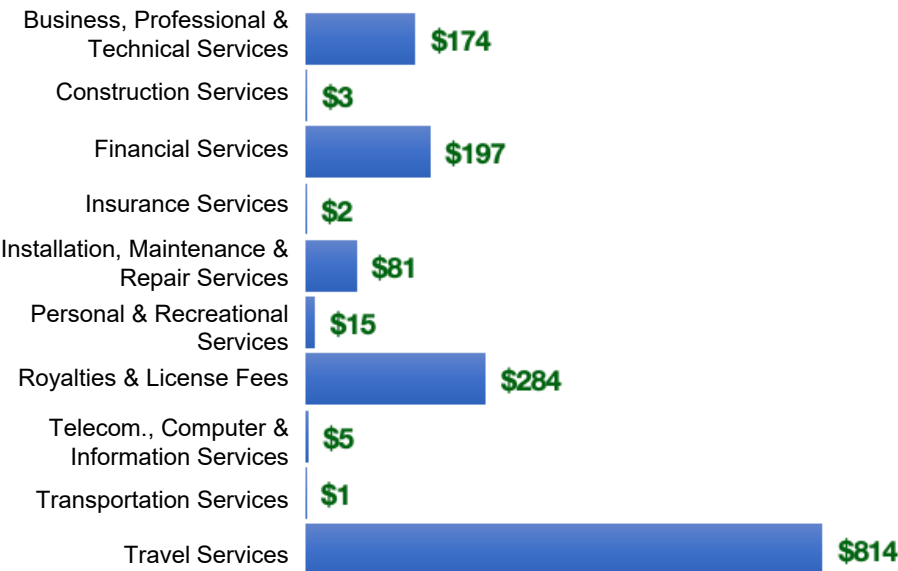 Business, Professional &
Technical Services
$174
Construction Services
$3
Financial Services
$197
Insurance Services
$2
Installation, Maintenance &
Repair Services
$81
Personal & Recreational
Services
$15
Royalties & License Fees
$284
Telecom., Computer &
Information Services
$5
Transportation Services
$1
Travel Services
$814